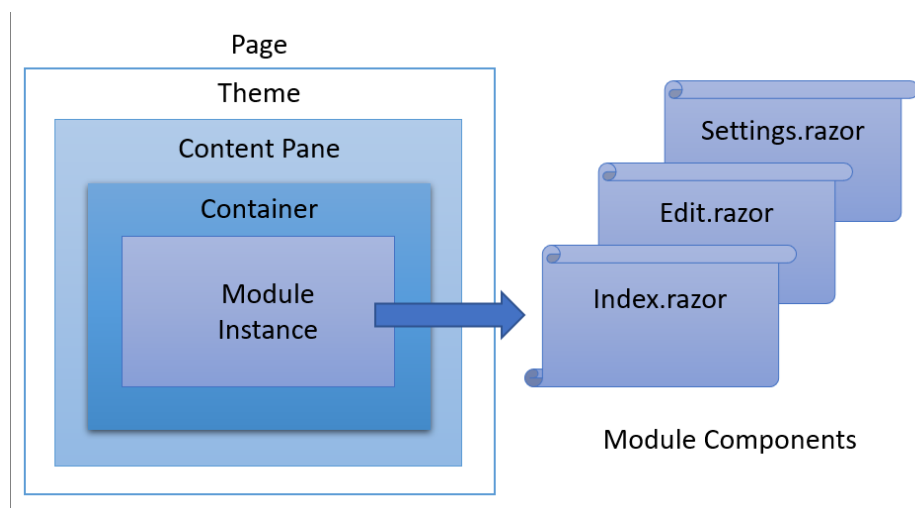 Page
Theme
Content Pane
Container
Module
Instance
Settings.razor
Edit.razor
Index.razor
Module Components